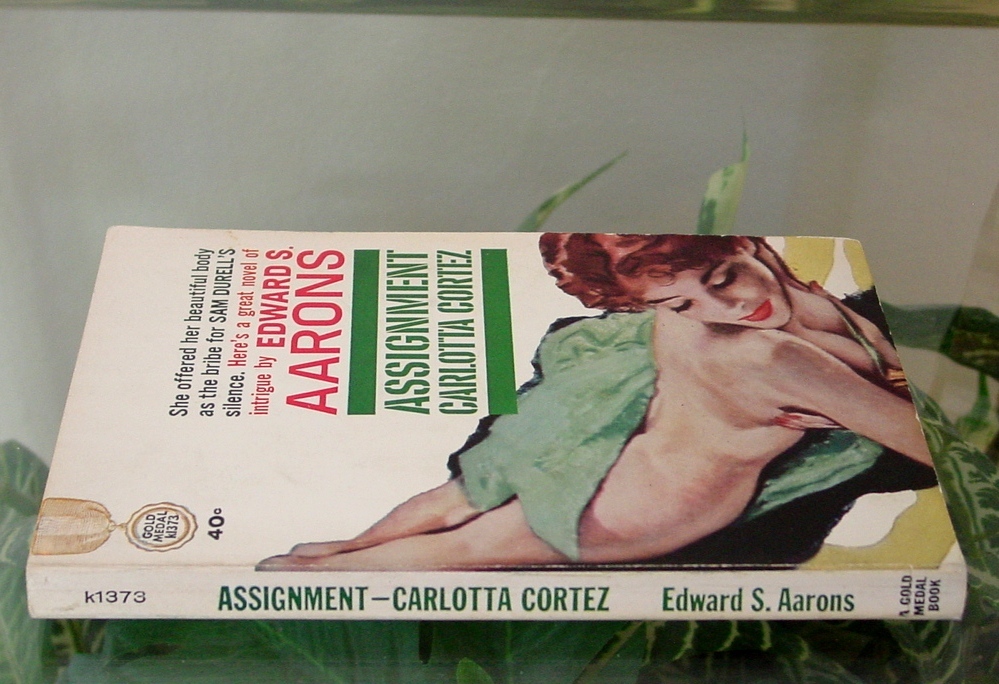 She offered her beautiful body
as the bribe for SAM DURELL'S
silence. Here's a great novel of
intrigue by EDWARD S.
AARONS
ASSIGNMENT
CARLOTTA CORTEZ
GOLD
MEDAL
k1373
40c
k1373
ASSIGNMENT—CARLOTTA CORTEZ
Edward S. Aarons
A GOLD
MEDAL
BOOK